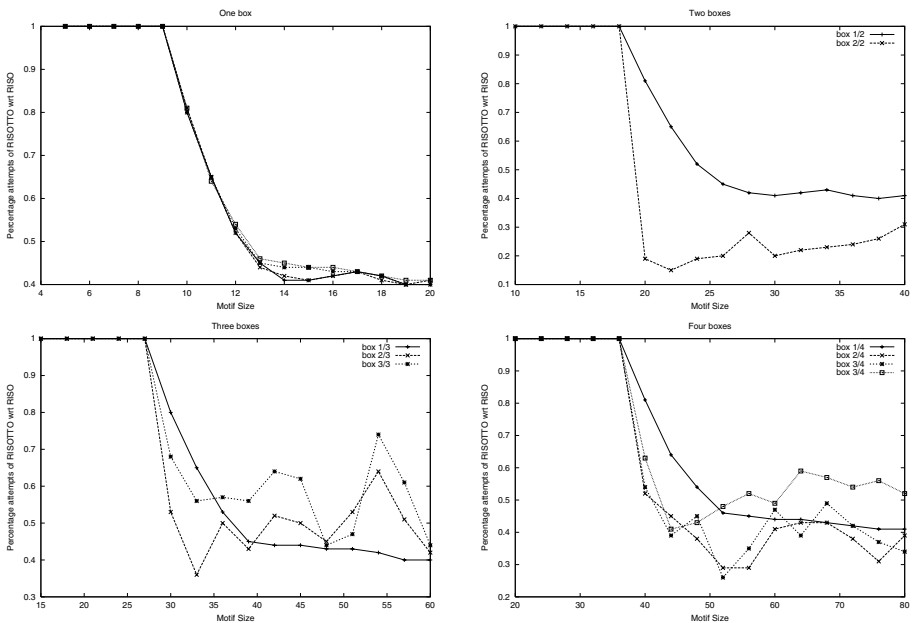 One box
Percentage attempts of RISOTTO wrt RISO
1
0.9
0.8
0.7
0.6
0.5
0.4
4 6 8 10 12 14 16 18 20
Motif Size
Two boxes
box 1/2
box 2/2
Percentage attempts of RISOTTO wrt RISO
1
0.9
0.8
0.7
0.6
0.5
0.4
0.3
0.2
0.1
10 15 20 25 30 35 40
Motif Size
Three boxes
box 1/3
box 2/3
box 3/3
Percentage attempts of RISOTTO wrt RISO
1
0.9
0.8
0.7
0.6
0.5
0.4
0.3
15 20 25 30 35 40 45 50 55 60
Motif Size
Four boxes
box 1/4
box 2/4
box 3/4
box 3/4
Percentage attempts of RISOTTO wrt RISO
1
0.9
0.8
0.7
0.6
0.5
0.4
0.3
0.2
20 30 40 50 60 70 80
Motif Size